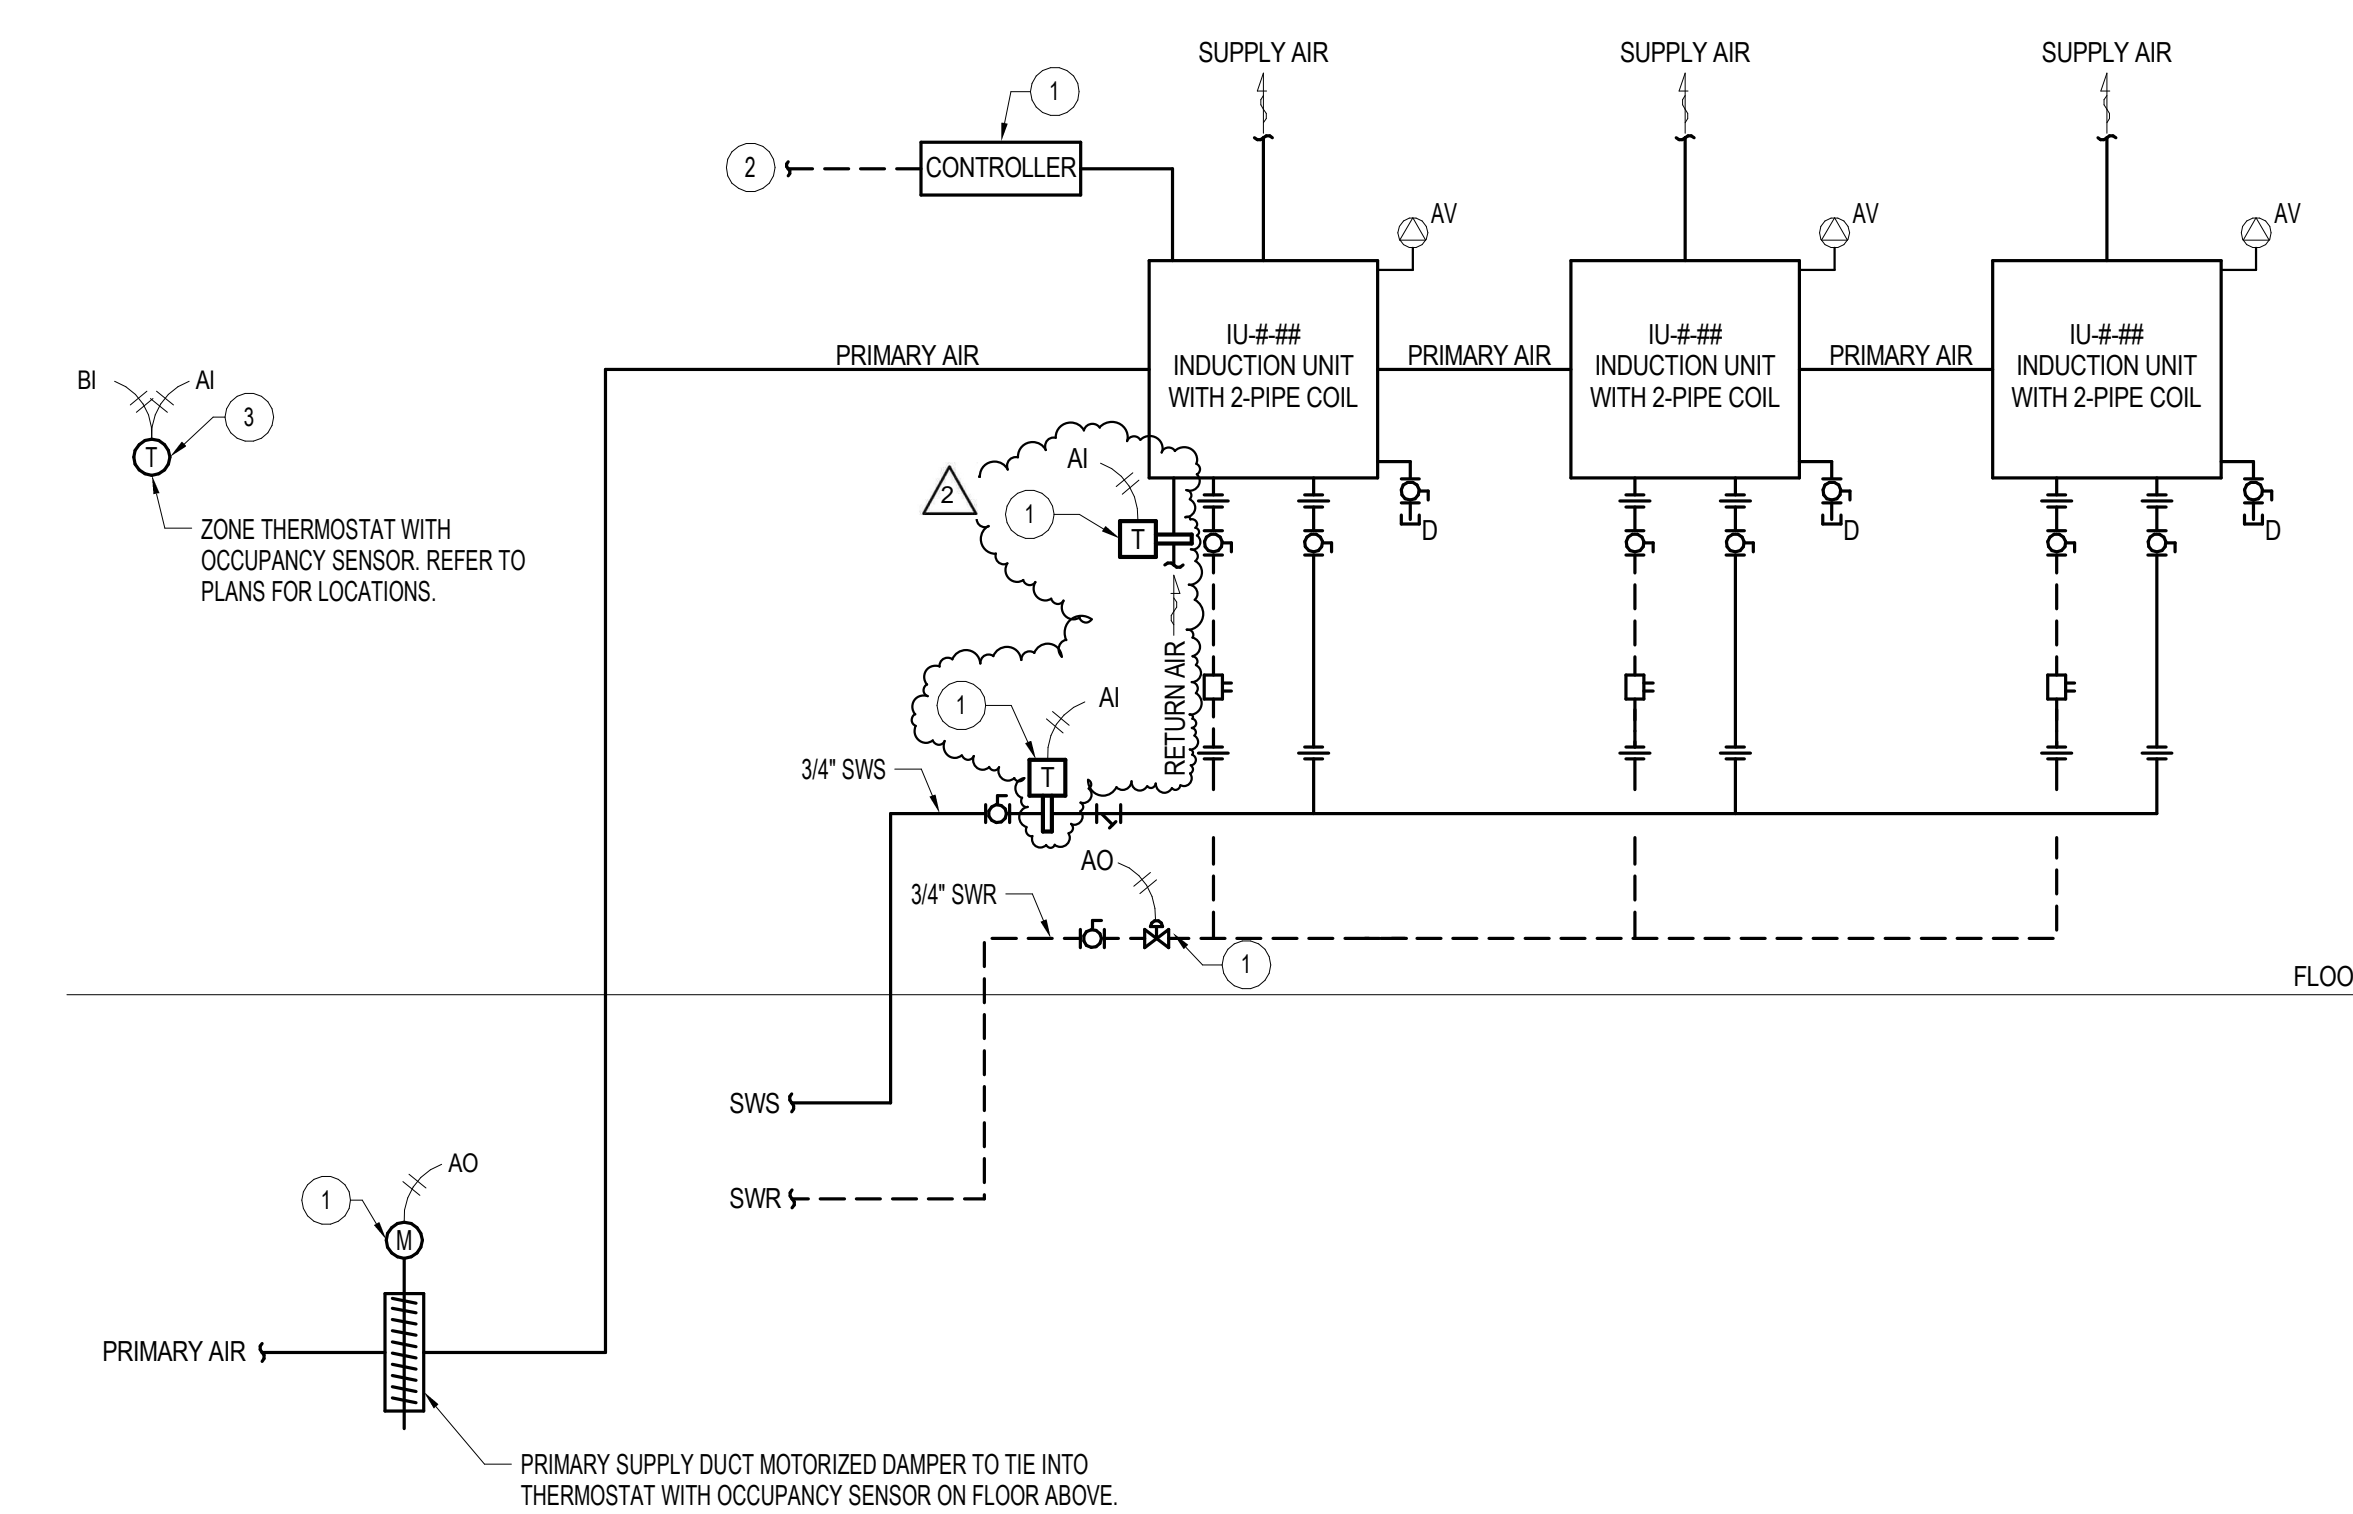 SUPPLY AIR
SUPPLY AIR
SUPPLY AIR
1
2
CONTROLLER
AV
AV
AV
PRIMARY AIR
IU-#-##
INDUCTION UNIT
WITH 2-PIPE COIL
PRIMARY AIR
IU-#-##
INDUCTION UNIT
WITH 2-PIPE COIL
PRIMARY AIR
IU-#-##
INDUCTION UNIT
WITH 2-PIPE COIL
BI
AI
3
T
ZONE THERMOSTAT WITH
OCCUPANCY SENSOR. REFER TO
PLANS FOR LOCATIONS.
AI
2
1
T
D
D
D
RETURN AIR
1
AI
T
3/4" SWS
AO
3/4" SWR
1
FLOO
SWS
SWR
AO
1
M
PRIMARY AIR
PRIMARY SUPPLY DUCT MOTORIZED DAMPER TO TIE INTO
THERMOSTAT WITH OCCUPANCY SENSOR ON FLOOR ABOVE.